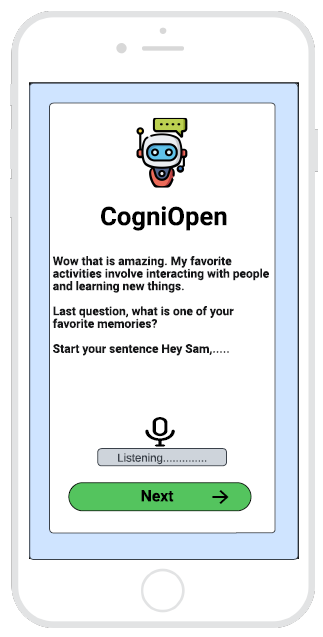 CogniOpen
Wow that is amazing. My favorite
activities involve interacting with people
and learning new things.
Last question, what is one of your
favorite memories?
Start your sentence Hey Sam,.....
Listening..............
Next